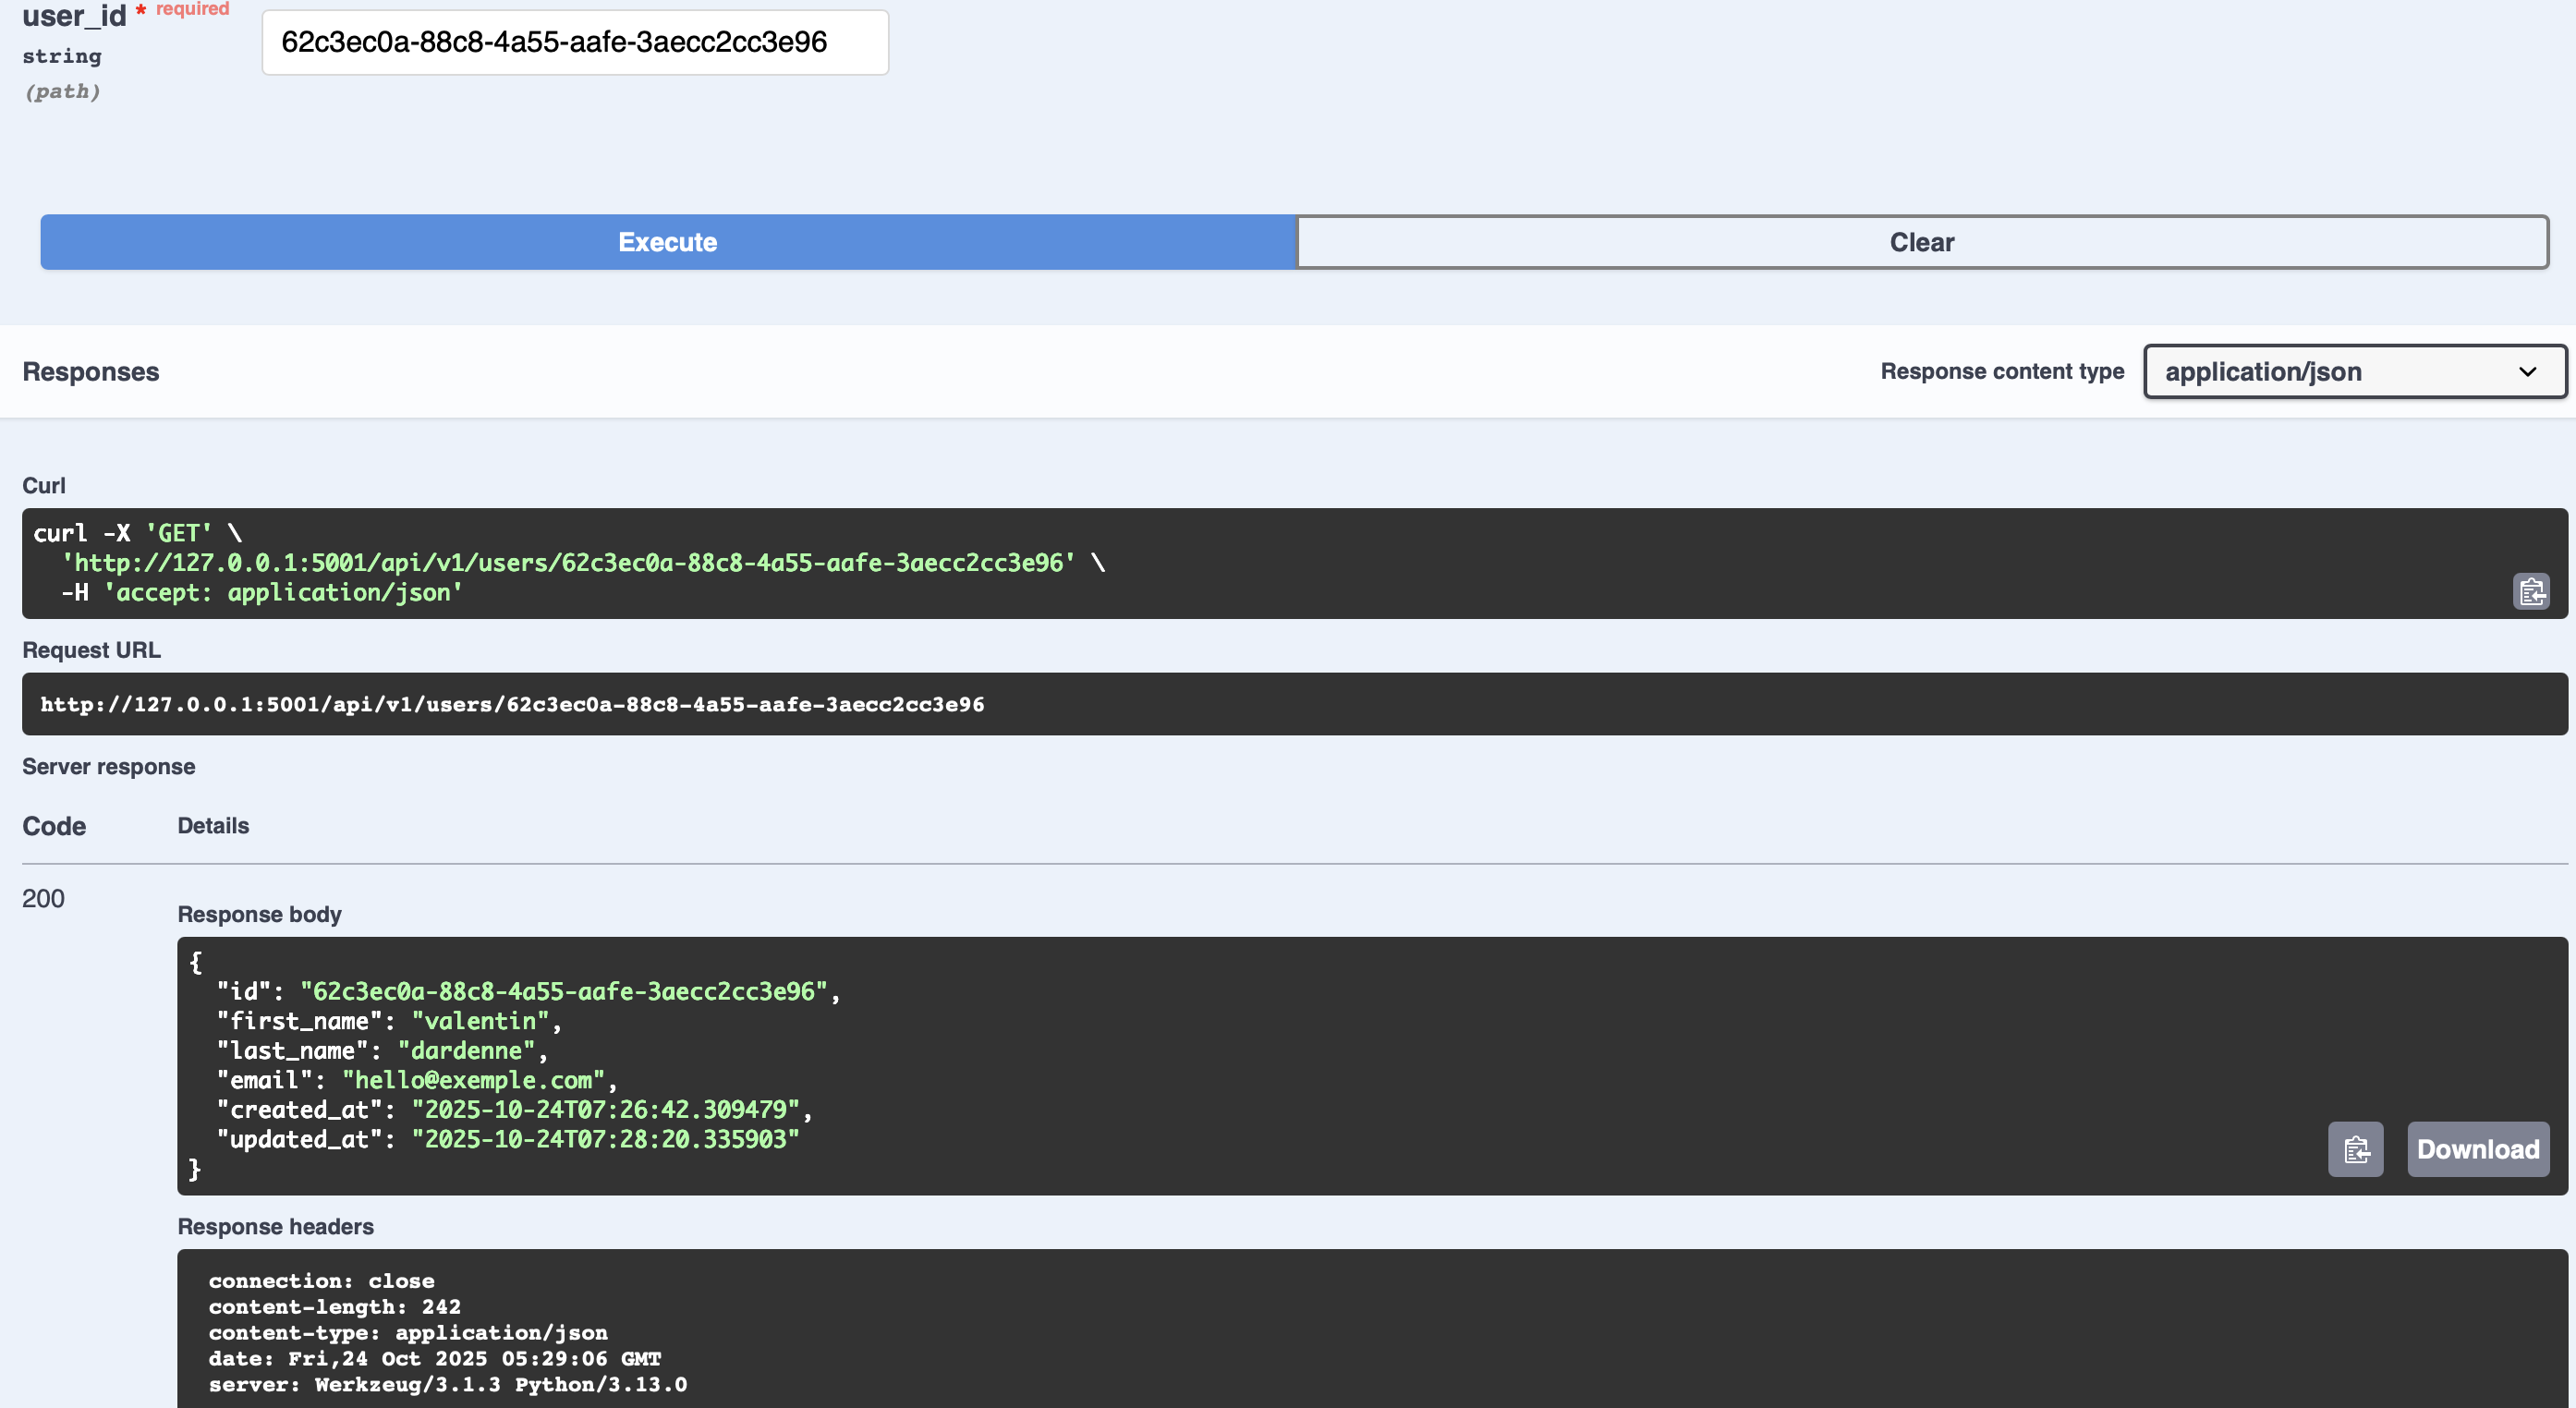 user_id * required
string
(path)
62c3ec0a-88c8-4a55-aafe-3aecc2cc3e96
Execute
Clear
Responses
Response content type
application/json
Curl
curl -X 'GET' \
  'http://127.0.0.1:5001/api/v1/users/62c3ec0a-88c8-4a55-aafe-3aecc2cc3e96' \
  -H 'accept: application/json'
Request URL
http://127.0.0.1:5001/api/v1/users/62c3ec0a-88c8-4a55-aafe-3aecc2cc3e96
Server response
Code
Details
200
Response body
{
  "id": "62c3ec0a-88c8-4a55-aafe-3aecc2cc3e96",
  "first_name": "valentin",
  "last_name": "dardenne",
  "email": "hello@exemple.com",
  "created_at": "2025-10-24T07:26:42.309479",
  "updated_at": "2025-10-24T07:28:20.335903"
}
Download
Response headers
connection: close
content-length: 242
content-type: application/json
date: Fri,24 Oct 2025 05:29:06 GMT
server: Werkzeug/3.1.3 Python/3.13.0